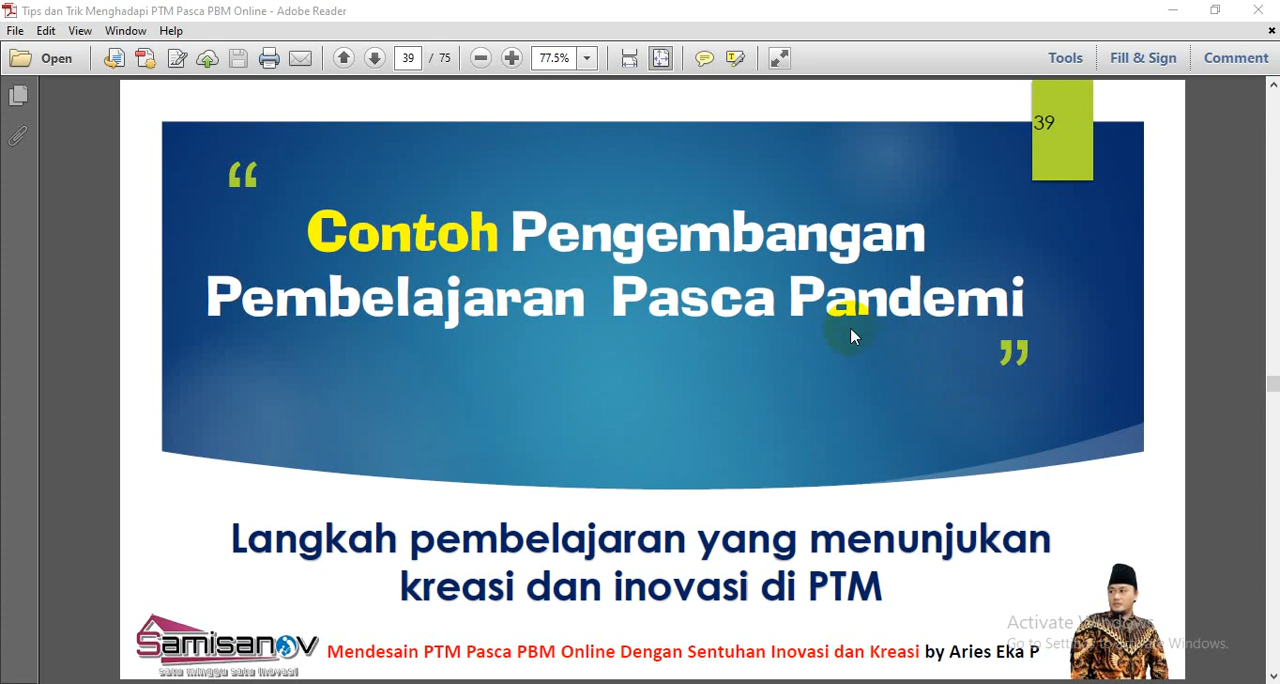 Tips dan Trik Menghadapi PTM Pasca PBM Online - Adobe Reader
File Edit View Window Help
Open 39 / 75 77.5% Tools Fill & Sign Comment
39
“
Contoh Pengembangan
Pembelajaran Pasca Pandemi
”
Langkah pembelajaran yang menunjukan
kreasi dan inovasi di PTM
Samisanov
satu minggu satu inovasi
Mendesain PTM Pasca PBM Online Dengan Sentuhan Inovasi dan Kreasi by Aries Eka P
Activate Windows
Go to Settings to activate Windows.